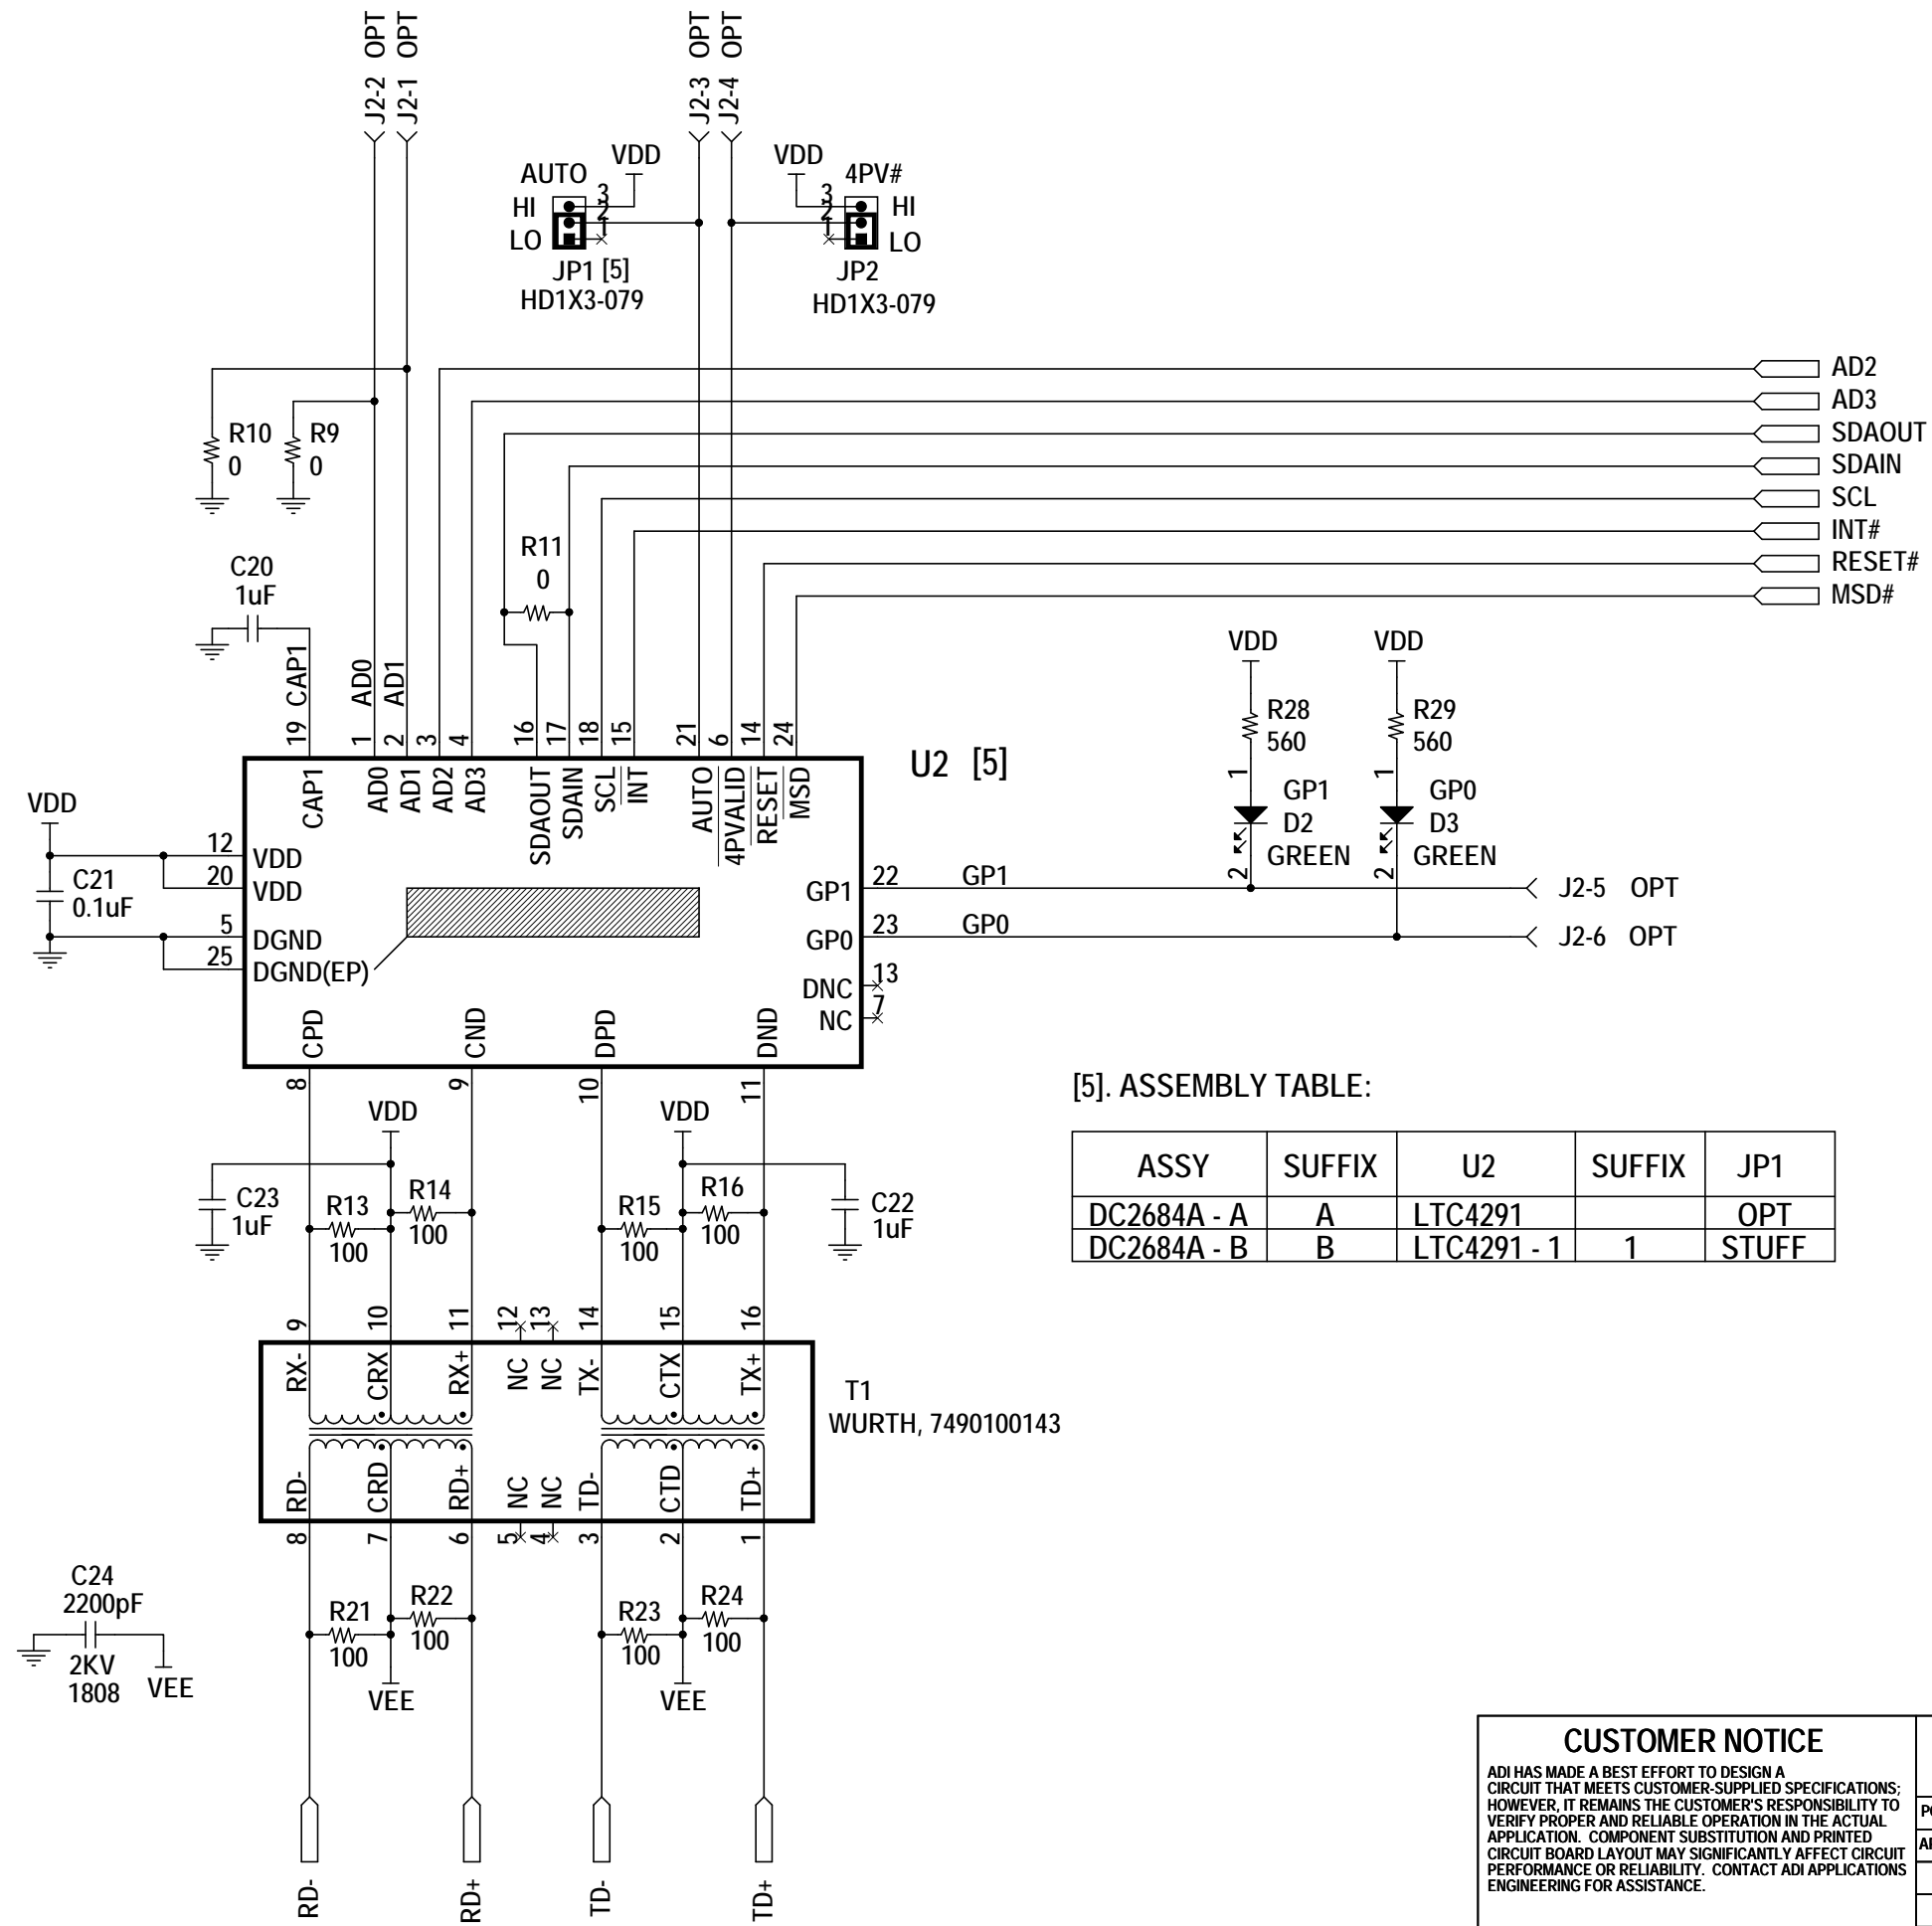 J2-2 OPT
J2-1 OPT
J2-3 OPT
J2-4 OPT
AUTO
VDD
3
2
1
HI
LO
JP1 [5]
HD1X3-079
VDD
4PV#
3
2
1
HI
LO
JP2
HD1X3-079
AD2
AD3
SDAOUT
SDAIN
SCL
INT#
RESET#
MSD#
R10
0
R9
0
R11
0
C20
1uF
19 CAP1
1 AD0
2 AD1
3
4
16
17
18
15
21
6
14
24
U2 [5]
CAP1
AD0
AD1
AD2
AD3
SDAOUT
SDAIN
SCL
INT
AUTO
4PVALID
RESET
MSD
VDD
C21
0.1uF
12 VDD
20 VDD
5 DGND
25 DGND(EP)
GP1 22 GP1
GP0 23 GP0
DNC 13
NC 7
VDD
R28
560
1
GP1
D2
GREEN
2
VDD
R29
560
1
GP0
D3
GREEN
2
J2-5 OPT
J2-6 OPT
CPD
CND
DPD
DND
8
9
10
11
VDD
C23
1uF
R13
100
R14
100
VDD
R15
100
R16
100
C22
1uF
[5]. ASSEMBLY TABLE:
ASSY SUFFIX U2 SUFFIX JP1
DC2684A - A A LTC4291 OPT
DC2684A - B B LTC4291 - 1 1 STUFF
9
10
11
12
13
14
15
16
RX-
CRX
RX+
NC
NC
TX-
CTX
TX+
T1
WURTH, 7490100143
RD-
CRD
RD+
NC
NC
TD-
CTD
TD+
8
7
6
5
4
3
2
1
C24
2200pF
2KV
1808
VEE
R21
100
R22
100
VEE
R23
100
R24
100
VEE
RD-
RD+
TD-
TD+
CUSTOMER NOTICE
ADI HAS MADE A BEST EFFORT TO DESIGN A
CIRCUIT THAT MEETS CUSTOMER-SUPPLIED SPECIFICATIONS;
HOWEVER, IT REMAINS THE CUSTOMER'S RESPONSIBILITY TO
VERIFY PROPER AND RELIABLE OPERATION IN THE ACTUAL
APPLICATION. COMPONENT SUBSTITUTION AND PRINTED
CIRCUIT BOARD LAYOUT MAY SIGNIFICANTLY AFFECT CIRCUIT
PERFORMANCE OR RELIABILITY. CONTACT ADI APPLICATIONS
ENGINEERING FOR ASSISTANCE.